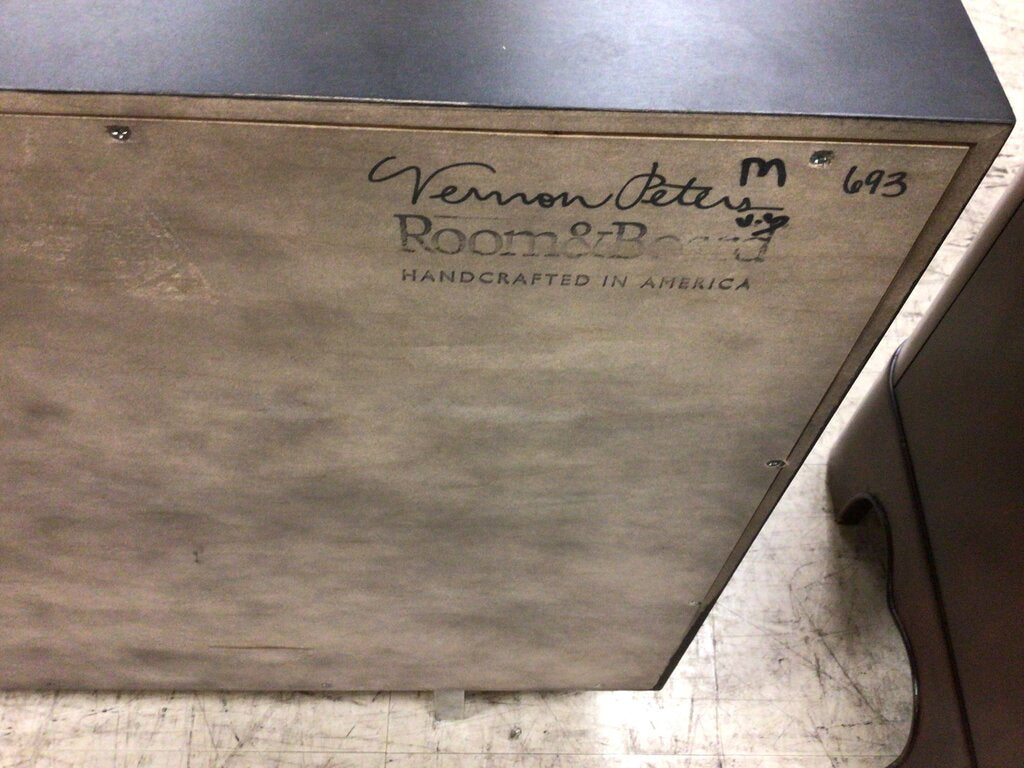 Vernon Peters M 693
Room&Board
HANDCRAFTED IN AMERICA